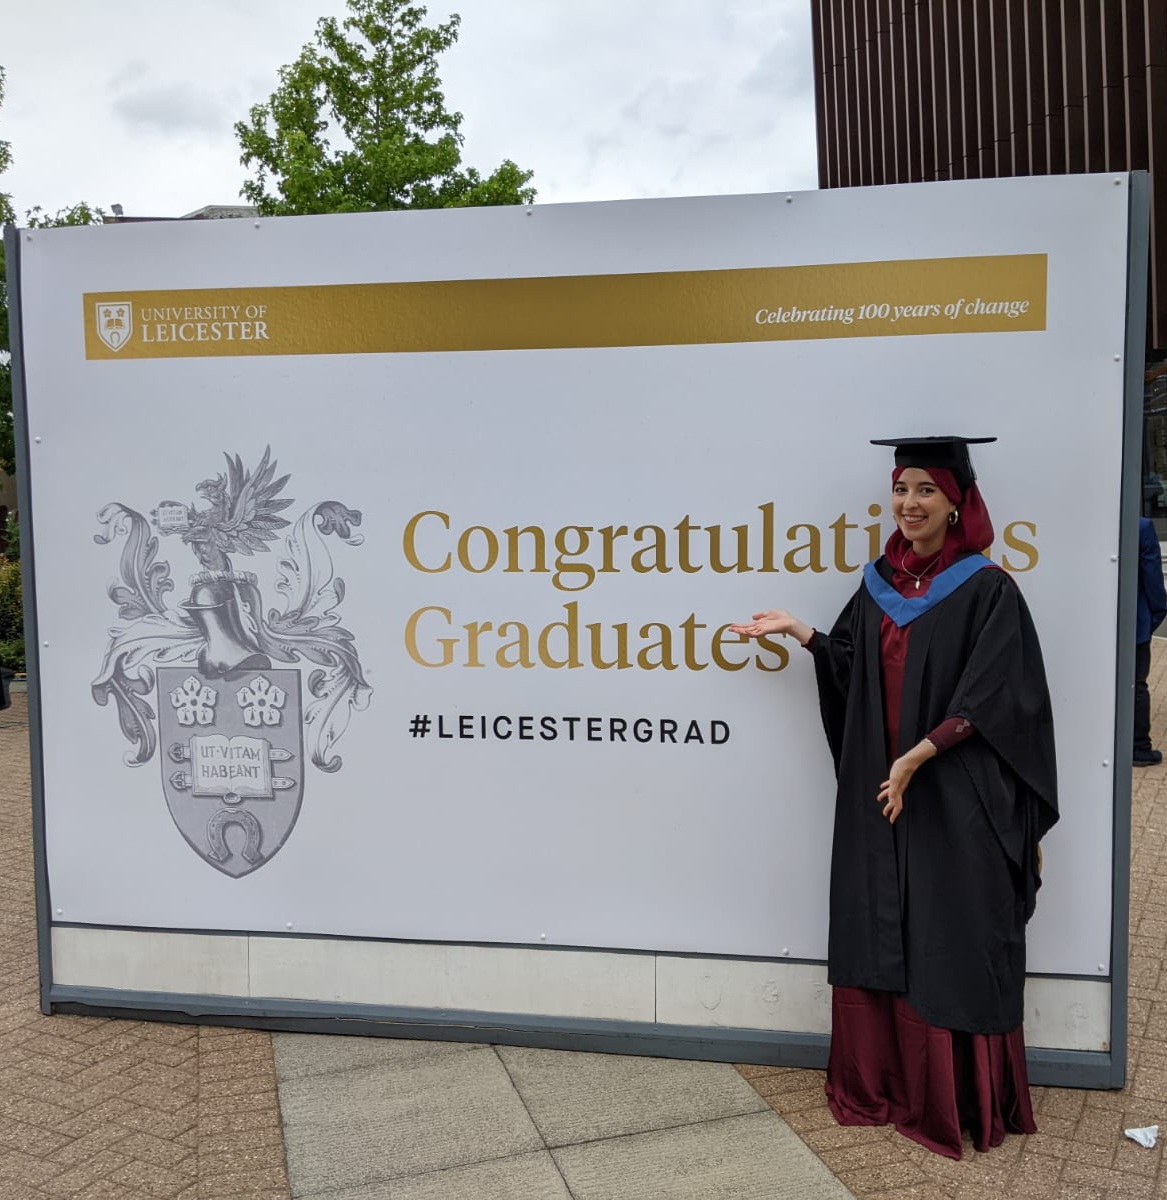 UNIVERSITY OF
LEICESTER
Celebrating 100 years of change
Congratulati s
Graduates
#LEICESTERGRAD
UT·VITAM
HABEANT